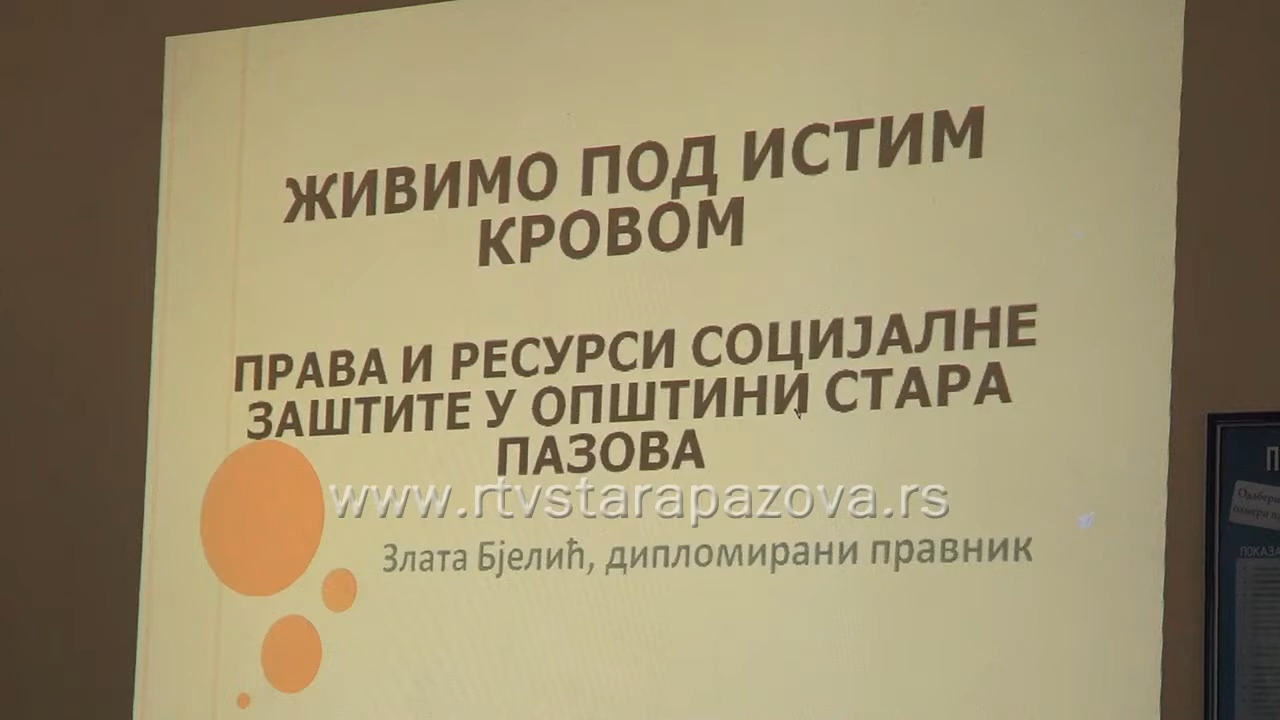 ЖИВИМО ПОД ИСТИМ
КРОВОМ
ПРАВА И РЕСУРСИ СОЦИЈАЛНЕ
ЗАШТИТЕ У ОПШТИНИ СТАРА
ПАЗОВА
www.rtvstarapazova.rs
Злата Бјелић, дипломирани правник